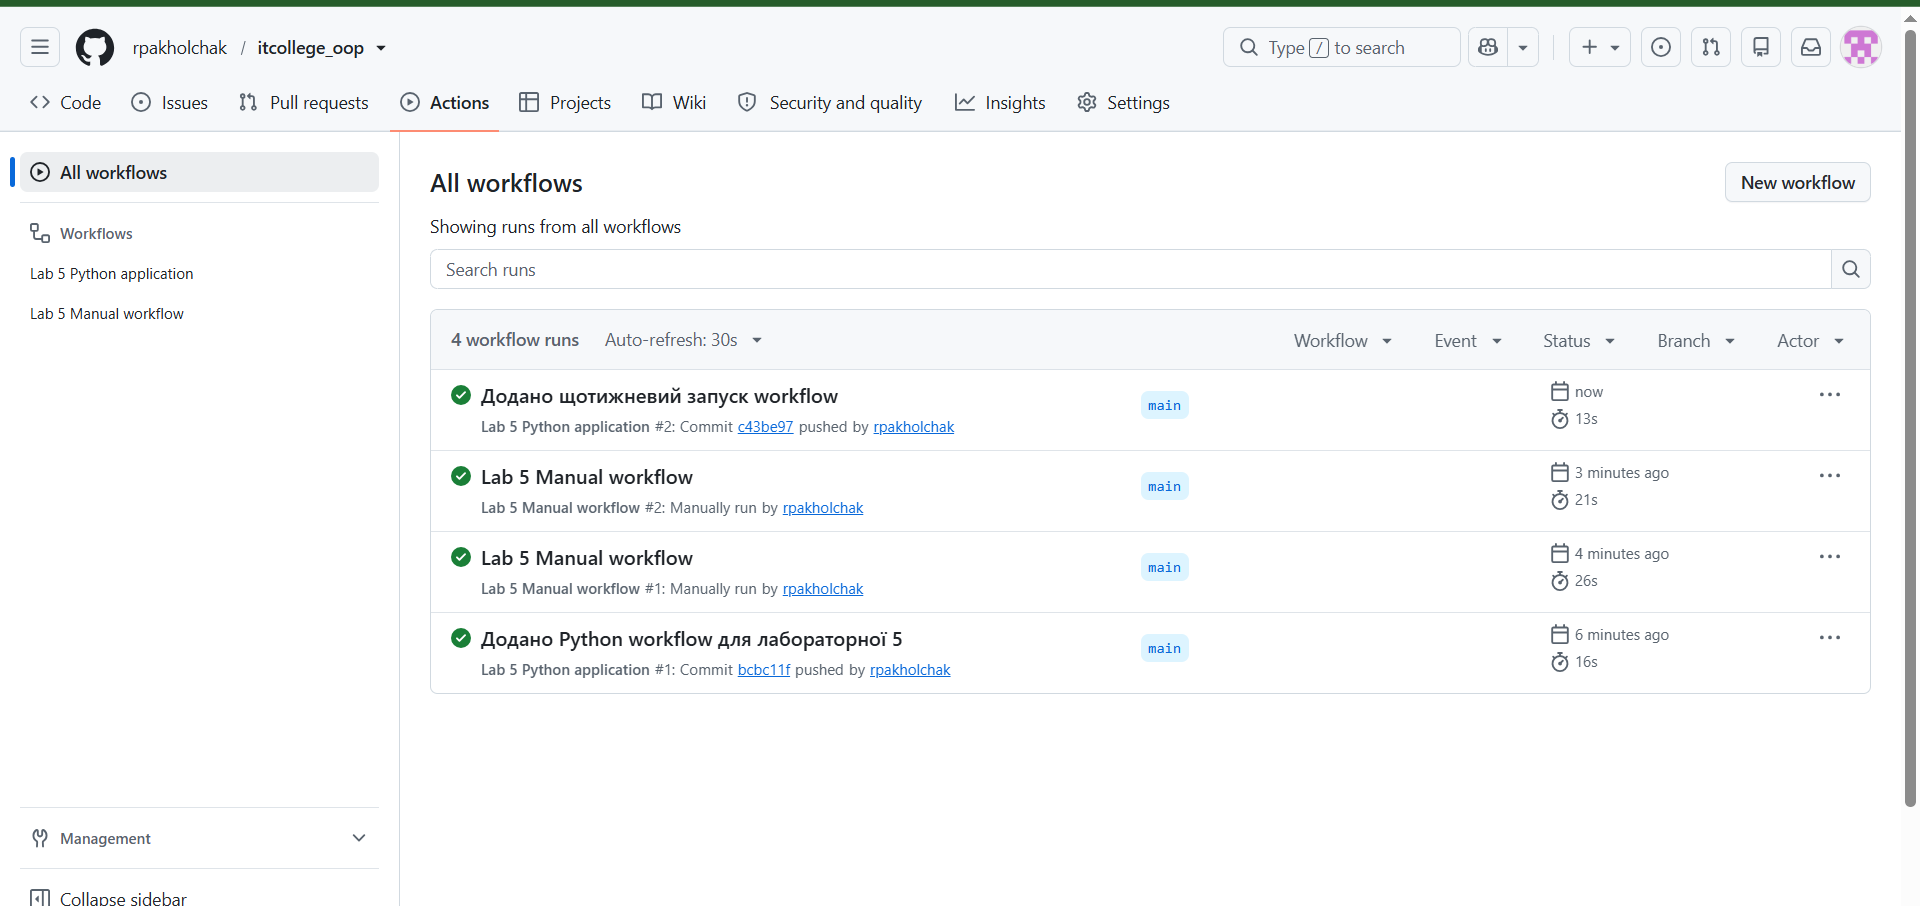 rpakholchak / itcollege_oop
Type / to search
Code
Issues
Pull requests
Actions
Projects
Wiki
Security and quality
Insights
Settings
All workflows
Workflows
Lab 5 Python application
Lab 5 Manual workflow
Management
Collapse sidebar
All workflows
New workflow
Showing runs from all workflows
Search runs
4 workflow runs
Auto-refresh: 30s
Workflow
Event
Status
Branch
Actor
Додано щотижневий запуск workflow
Lab 5 Python application #2: Commit c43be97 pushed by rpakholchak
main
now
13s
Lab 5 Manual workflow
Lab 5 Manual workflow #2: Manually run by rpakholchak
main
3 minutes ago
21s
Lab 5 Manual workflow
Lab 5 Manual workflow #1: Manually run by rpakholchak
main
4 minutes ago
26s
Додано Python workflow для лабораторної 5
Lab 5 Python application #1: Commit bcbc11f pushed by rpakholchak
main
6 minutes ago
16s